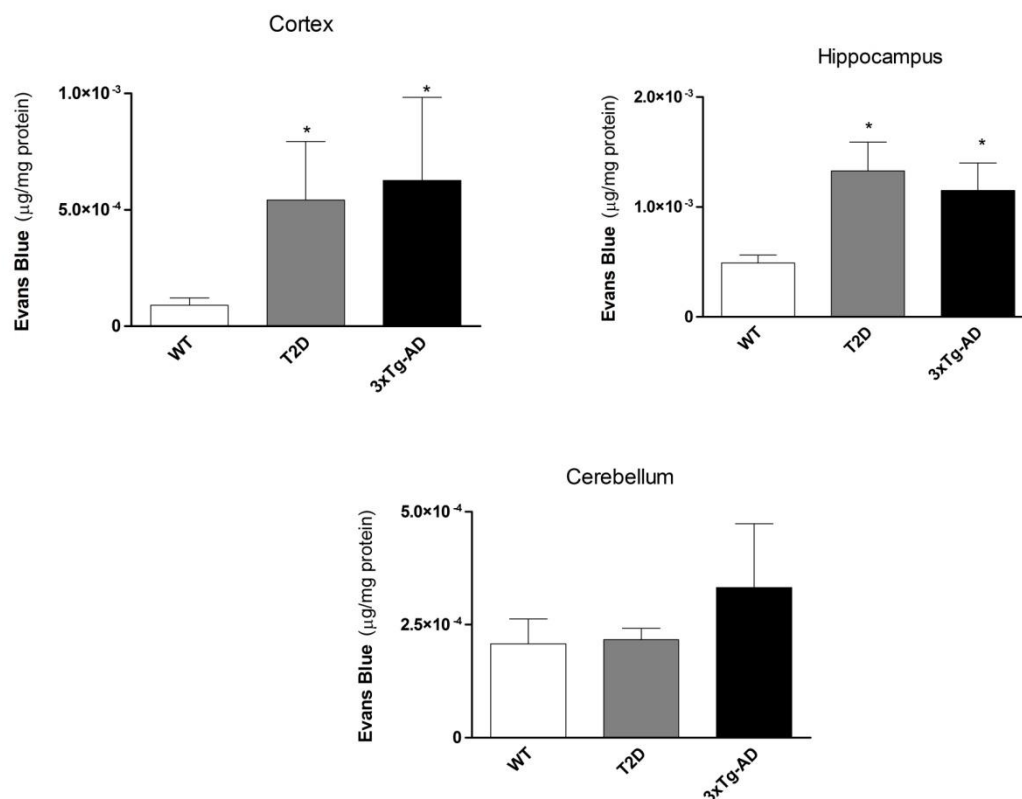 Cortex
Evans Blue (µg/mg protein)
1.0×10⁻³
*
*
5.0×10⁻⁴
0
WT
T2D
3xTg-AD
Hippocampus
Evans Blue (µg/mg protein)
2.0×10⁻³
*
*
1.0×10⁻³
0
WT
T2D
3xTg-AD
Cerebellum
Evans Blue (µg/mg protein)
5.0×10⁻⁴
2.5×10⁻⁴
0
WT
T2D
3xTg-AD